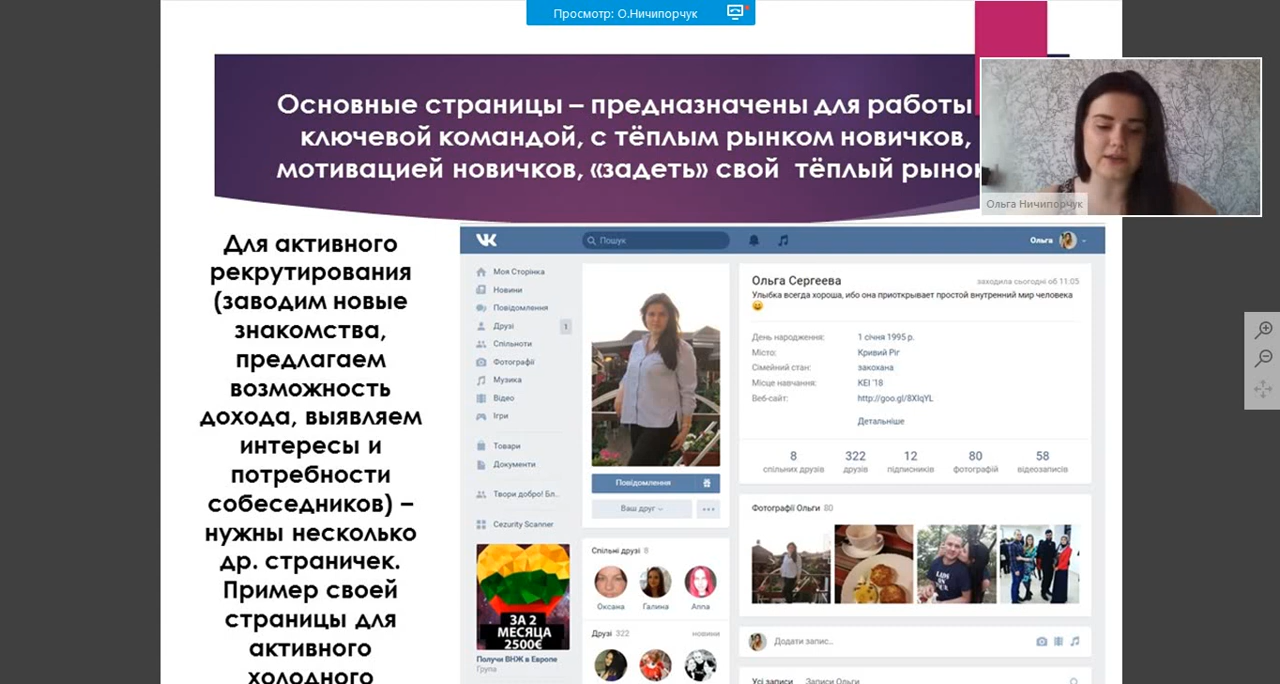 Просмотр: О.Ничипорчук
Основные страницы – предназначены для работы
ключевой командой, с тёплым рынком новичков,
мотивацией новичков, «задеть» свой тёплый рынок
Ольга Ничипорчук
Для активного
рекрутирования
(заводим новые
знакомства,
предлагаем
возможность
дохода, выявляем
интересы и
потребности
собеседников) –
нужны несколько
др. страничек.
Пример своей
страницы для
активного
холодного
Пошук
Ольга
Моя Сторінка
Новини
Повідомлення
Друзі 1
Спільноти
Фотографії
Музика
Відео
Ігри
Товари
Документи
Твори добро! Бл..
Cezurity Scanner
ЗА 2
МЕСЯЦА
2500€
Получи ВНЖ в Европе
Група
Повідомлення
Ваш друг
Спільні друзі 8
Оксана Галина Anna
Друзі 322 новини
Ольга Сергеева заходила сьогодні об 11:05
Улыбка всегда хороша, ибо она приоткрывает простой внутренний мир человека
День народження: 1 січня 1995 р.
Місто: Кривий Ріг
Сімейний стан: закохана
Місце навчання: КЕІ '18
Веб-сайт: http://goo.gl/8XIqYL
Детальніше
8 322 12 80 58
спільних друзів друзів підписників фотографій відеозаписів
Фотографії Ольги 80
Додати запис..
Усі записи Записи Ольги